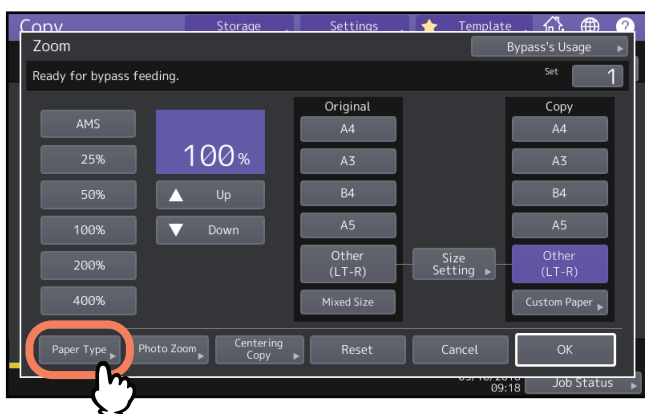 Copy Storage Settings Template
Zoom Bypass's Usage
Ready for bypass feeding. Set 1
Original Copy
AMS 100% A4 A4
25% A3 A3
50% Up B4 B4
100% Down A5 A5
200% Other (LT-R) Size Setting Other (LT-R)
400% Mixed Size Custom Paper
Paper Type Photo Zoom Centering Copy Reset Cancel OK
09:18 Job Status